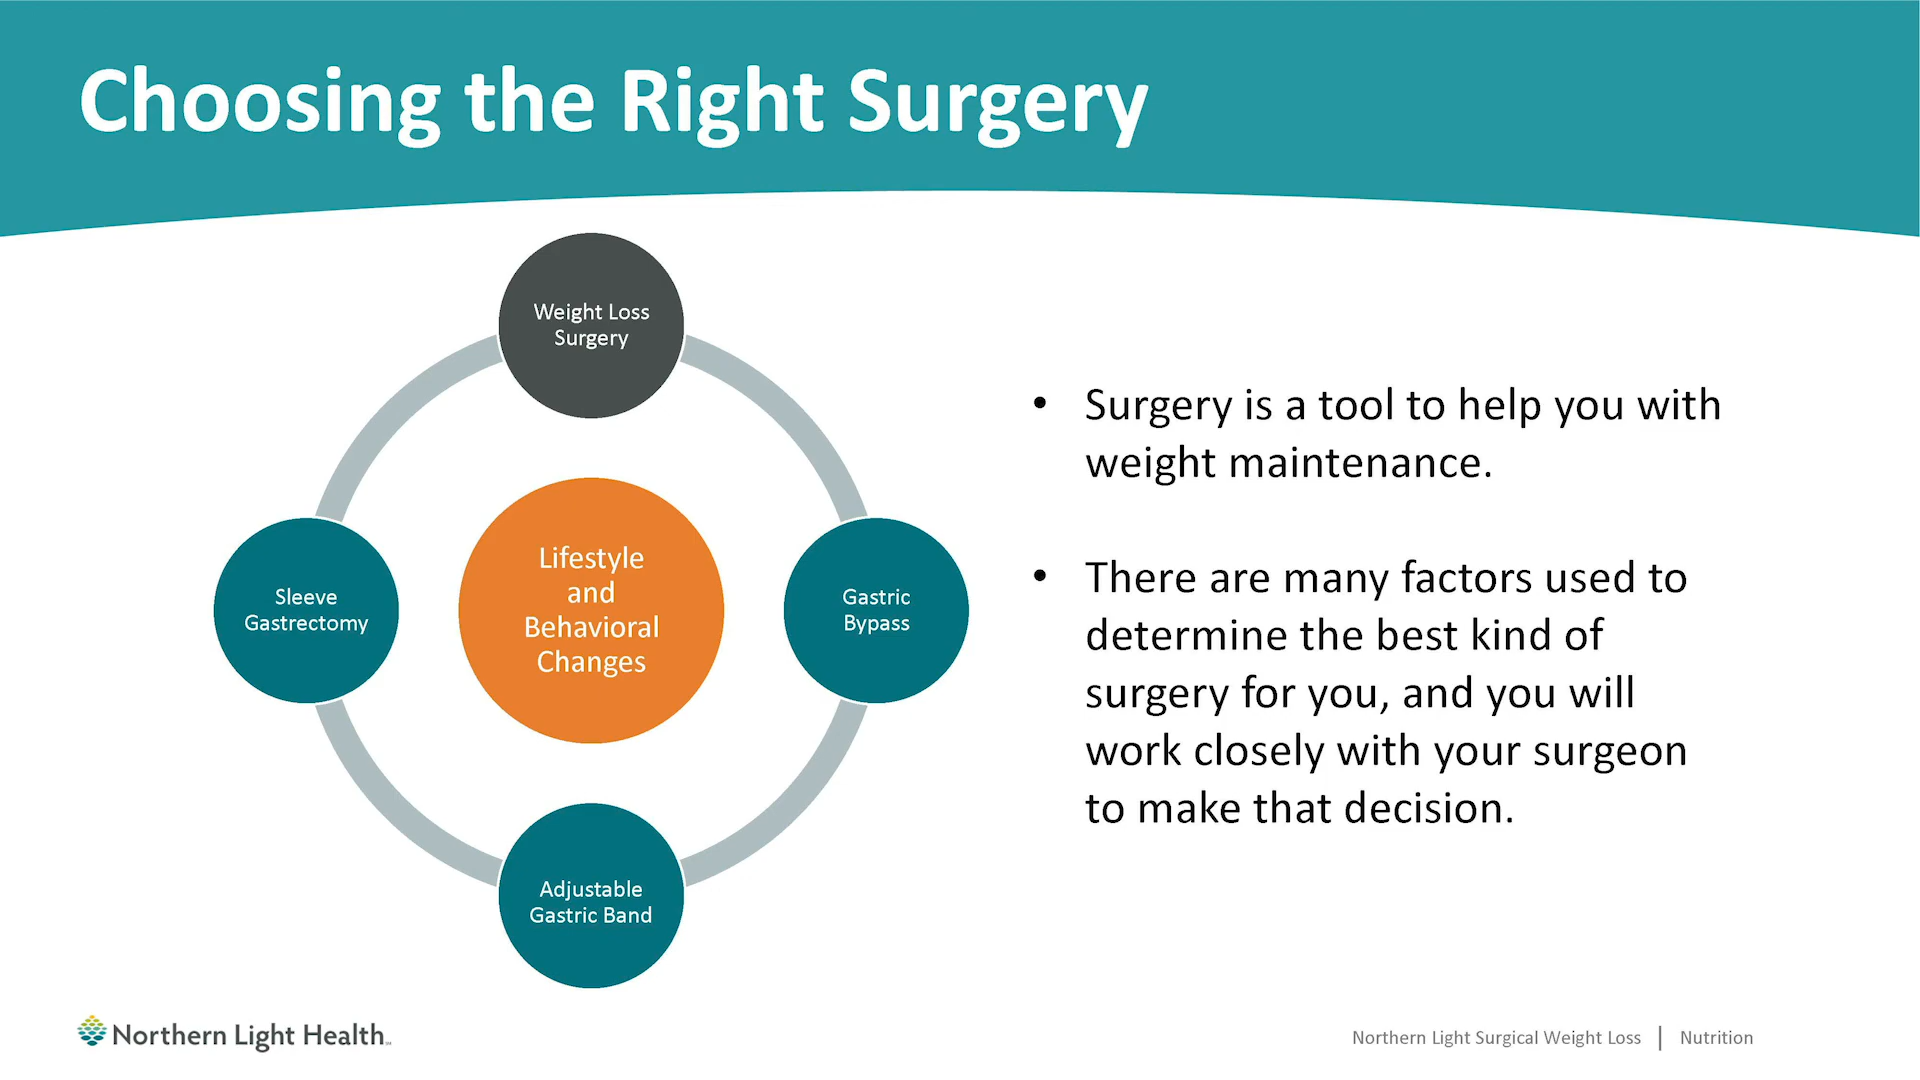 Choosing the Right Surgery
Weight Loss
Surgery
Sleeve
Gastrectomy
Lifestyle
and
Behavioral
Changes
Gastric
Bypass
Adjustable
Gastric Band
• Surgery is a tool to help you with
weight maintenance.
• There are many factors used to
determine the best kind of
surgery for you, and you will
work closely with your surgeon
to make that decision.
Northern Light Health
Northern Light Surgical Weight Loss | Nutrition